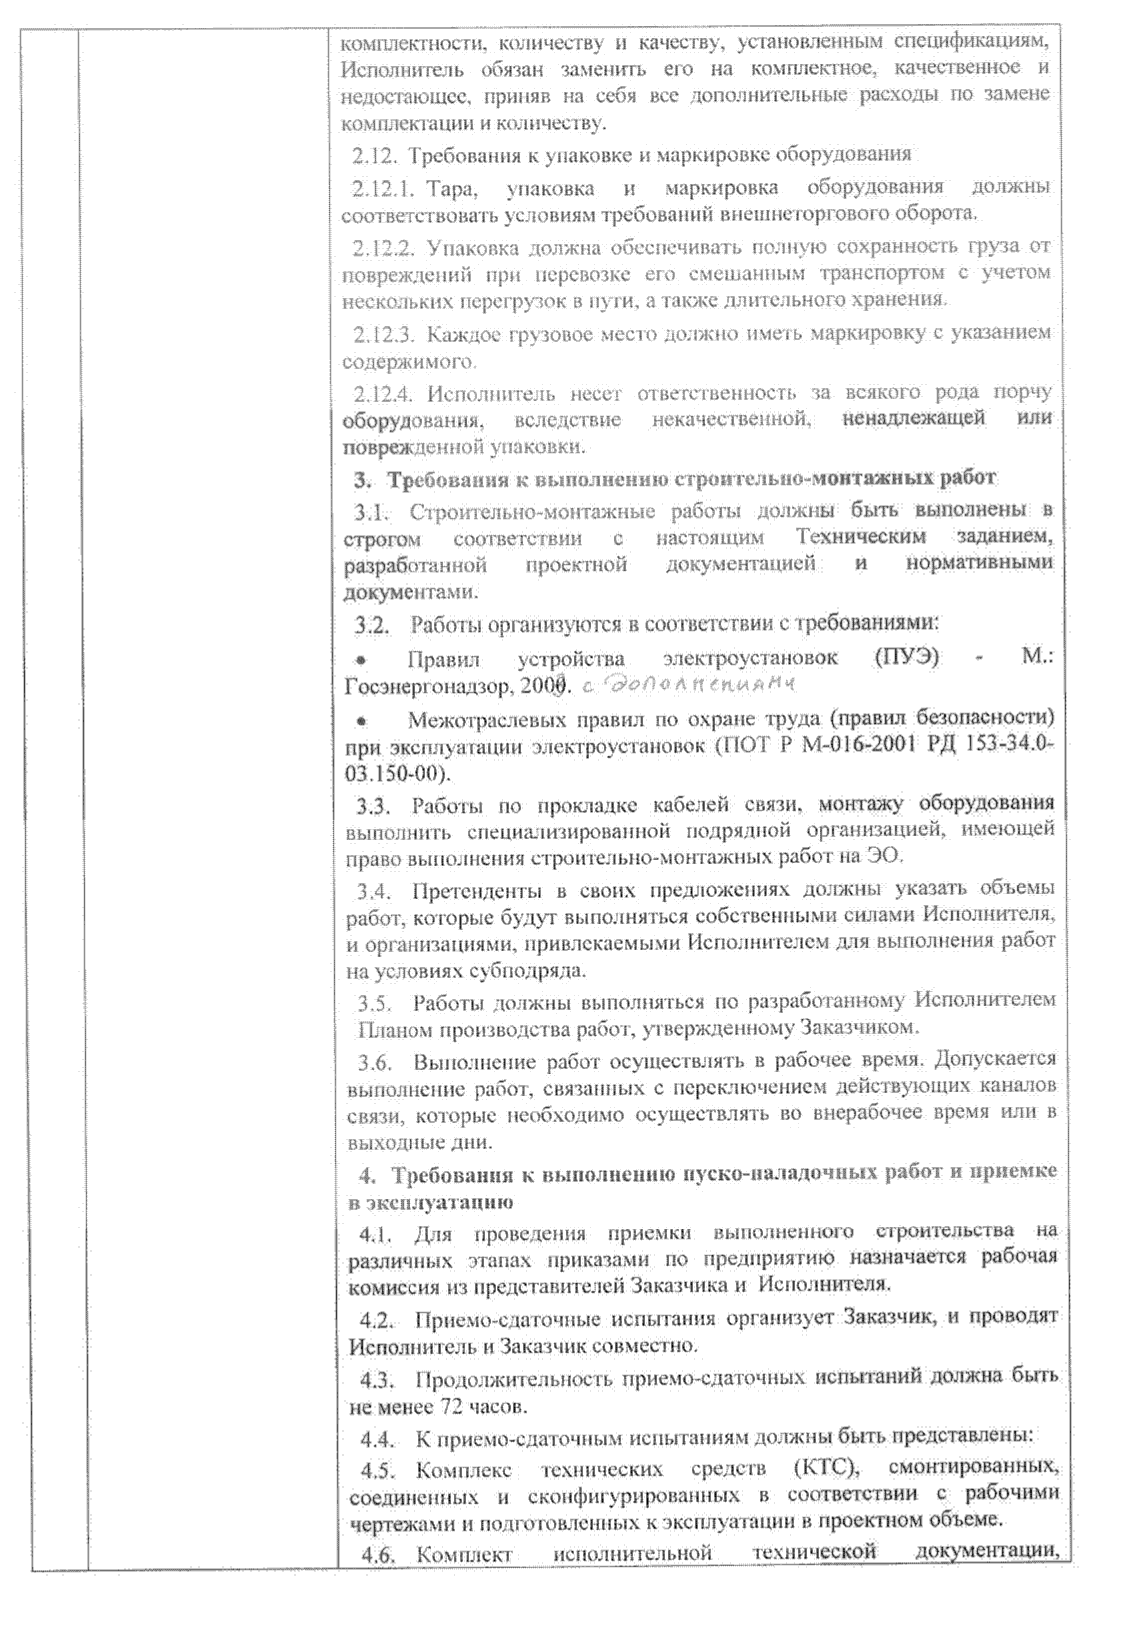 комплектности, количеству и качеству, установленным спецификациям,
Исполнитель обязан заменить его на комплектное, качественное и
недостающее, приняв на себя все дополнительные расходы по замене
комплектации и количеству.
2.12. Требования к упаковке и маркировке оборудования
2.12.1. Тара, упаковка и маркировка оборудования должны
соответствовать условиям требований внешнеторгового оборота.
2.12.2. Упаковка должна обеспечивать полную сохранность груза от
повреждений при перевозке его смешанным транспортом с учетом
нескольких перегрузок в пути, а также длительного хранения.
2.12.3. Каждое грузовое место должно иметь маркировку с указанием
содержимого.
2.12.4. Исполнитель несет ответственность за всякого рода порчу
оборудования, вследствие некачественной, ненадлежащей или
поврежденной упаковки.
3. Требования к выполнению строительно-монтажных работ
3.1. Строительно-монтажные работы должны быть выполнены в
строгом соответствии с настоящим Техническим заданием,
разработанной проектной документацией и нормативными
документами.
3.2. Работы организуются в соответствии с требованиями:
• Правил устройства электроустановок (ПУЭ) - М.:
Госэнергонадзор, с дополнениями
• Межотраслевых правил по охране труда (правил безопасности)
при эксплуатации электроустановок (ПОТ Р М-016-2001 РД 153-34.0-
03.150-00).
3.3. Работы по прокладке кабелей связи, монтажу оборудования
выполнить специализированной подрядной организацией, имеющей
право выполнения строительно-монтажных работ на ЭО.
3.4. Претенденты в своих предложениях должны указать объемы
работ, которые будут выполняться собственными силами Исполнителя,
и организациями, привлекаемыми Исполнителем для выполнения работ
на условиях субподряда.
3.5. Работы должны выполняться по разработанному Исполнителем
Планом производства работ, утвержденному Заказчиком.
3.6. Выполнение работ осуществлять в рабочее время. Допускается
выполнение работ, связанных с переключением действующих каналов
связи, которые необходимо осуществлять во внерабочее время или в
выходные дни.
4. Требования к выполнению пуско-наладочных работ и приемке
в эксплуатацию
4.1. Для проведения приемки выполненного строительства на
различных этапах приказами по предприятию назначается рабочая
комиссия из представителей Заказчика и Исполнителя.
4.2. Приемо-сдаточные испытания организует Заказчик, и проводят
Исполнитель и Заказчик совместно.
4.3. Продолжительность приемо-сдаточных испытаний должна быть
не менее 72 часов.
4.4. К приемо-сдаточным испытаниям должны быть представлены:
4.5. Комплекс технических средств (КТС), смонтированных,
соединенных и сконфигурированных в соответствии с рабочими
чертежами и подготовленных к эксплуатации в проектном объеме.
4.6. Комплект исполнительной технической документации,